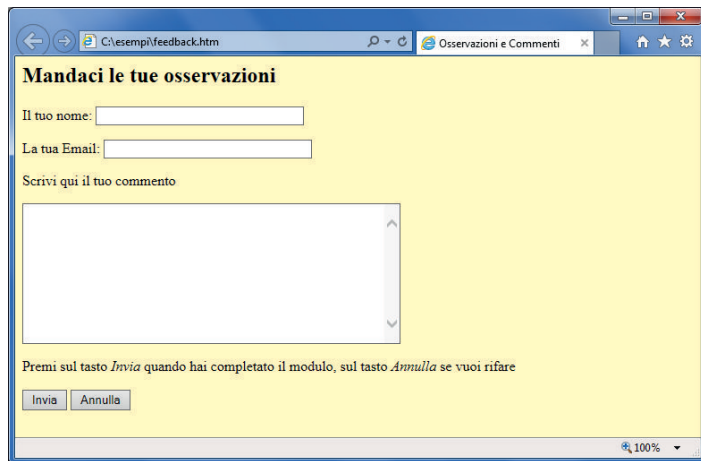 C:\esempi\feedback.htm
Osservazioni e Commenti
Mandaci le tue osservazioni
Il tuo nome:
La tua Email:
Scrivi qui il tuo commento
Premi sul tasto Invia quando hai completato il modulo, sul tasto Annulla se vuoi rifare
Invia Annulla
100%